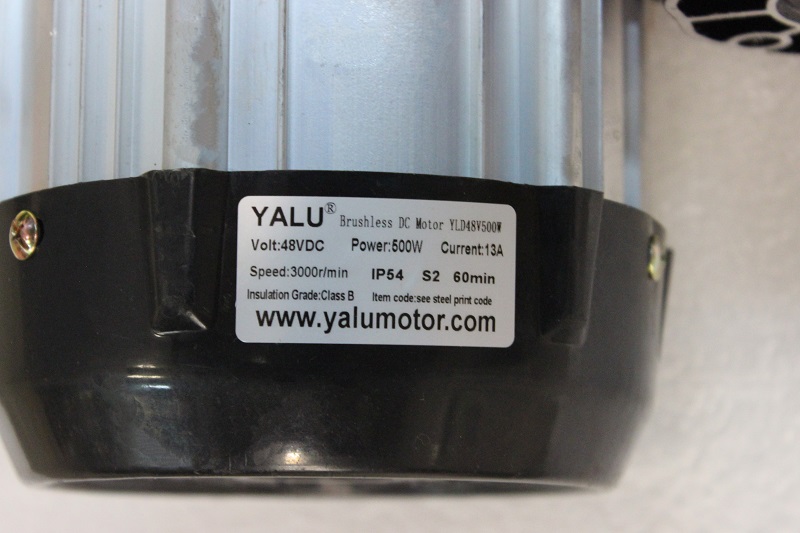 YALU® Brushless DC Motor YLD48V500W
Volt:48VDC Power:500W Current:13A
Speed:3000r/min IP54 S2 60min
Insulation Grade:Class B Item code:see steel print code
www.yalumotor.com